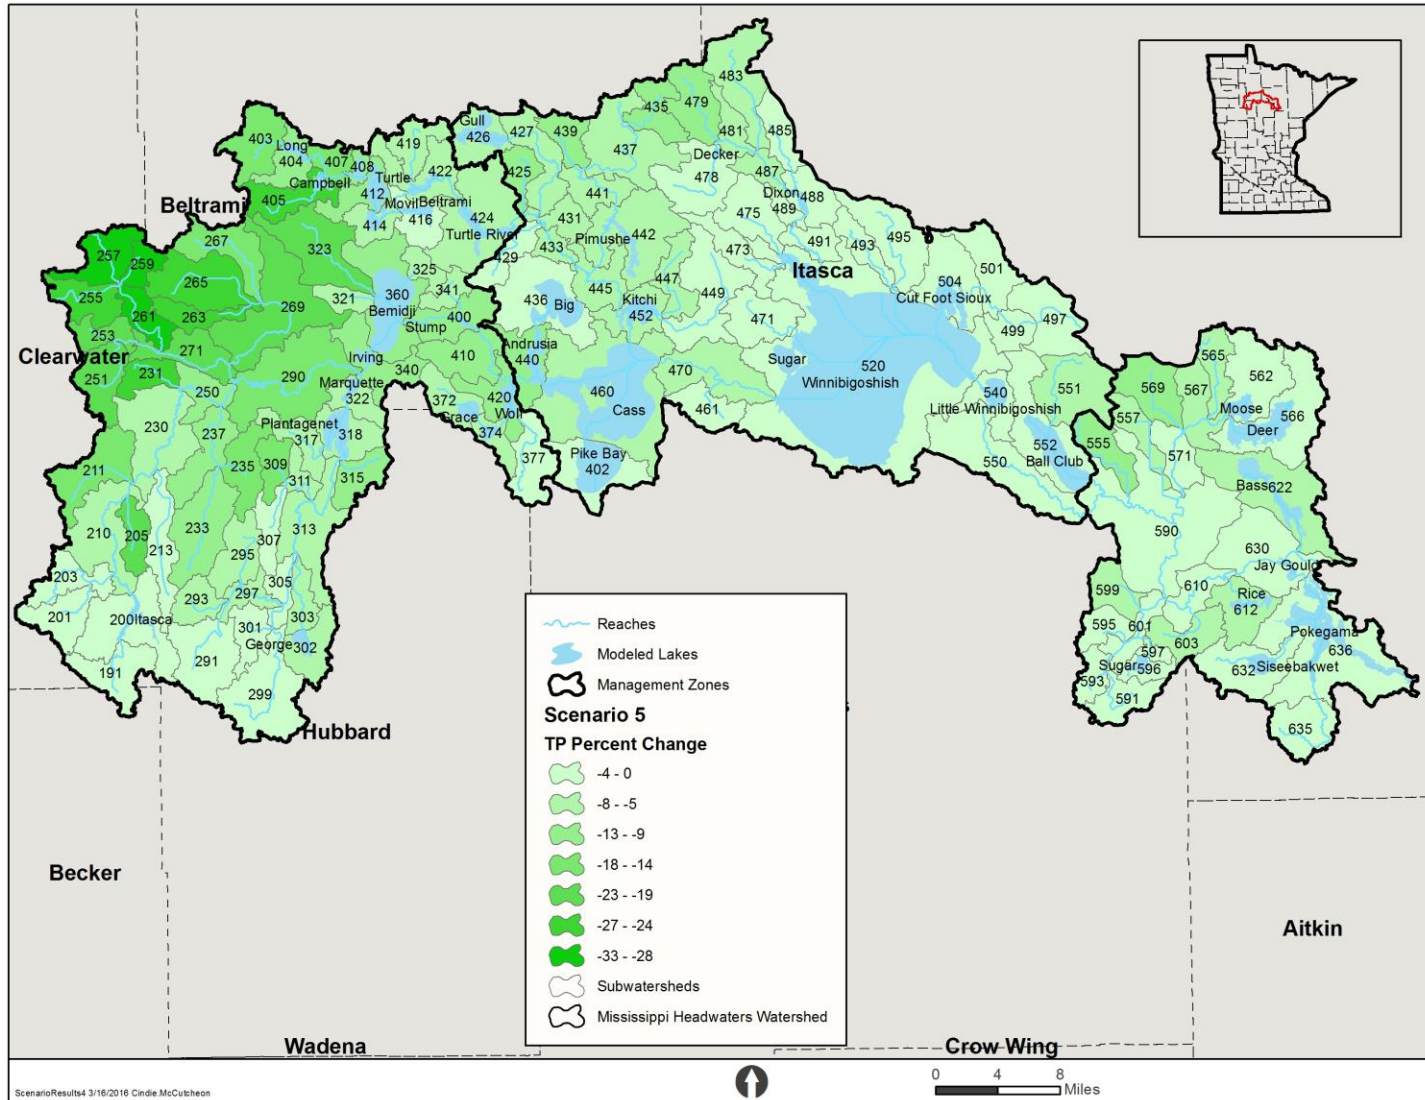 483
435
479
Gull
426
427
439
481
485
403
Long
404
407
408
419
Turtle
422
425
437
Decker
478
487
Campbell
405
412
Movil
Beltrami
416
414
424
Turtle River
441
431
Dixon
489
488
Beltrami
267
323
Pimushe
442
433
475
473
491
493
495
257
259
265
255
261
263
269
325
321
341
360
Bemidji
Stump
400
429
436
Big
445
447
449
Kitchi
452
Itasca
504
501
Cut Foot Sioux
253
Clearwater
271
251
231
290
Irving
Marquette
340
322
410
Andrusia
440
471
Sugar
520
Winnibigoshish
499
497
250
230
237
Plantagenet
317
318
372
Grace
374
420
Wolf
460
Cass
470
461
540
Little Winnibigoshish
551
565
569
567
562
Moose
566
Deer
557
555
571
211
235
309
311
315
377
Pike Bay
402
552
550
Ball Club
Bass
622
210
205
213
233
295
307
313
590
630
Jay Gould
203
201
200
Itasca
293
297
305
303
301
George
302
599
610
Rice
612
595
601
603
Pokegama
636
191
291
299
Hubbard
597
Sugar
596
593
591
632
Siseebakwet
635
Reaches
Modeled Lakes
Management Zones
s
Scenario 5
TP Percent Change
-4 - 0
-8 - -5
-13 - -9
-18 - -14
-23 - -19
-27 - -24
-33 - -28
Subwatersheds
Mississippi Headwaters Watershed
Becker
Aitkin
Wadena
Crow Wing
ScenarioResults4 3/16/2016 Cindie.McCutcheon
0 4 8
Miles